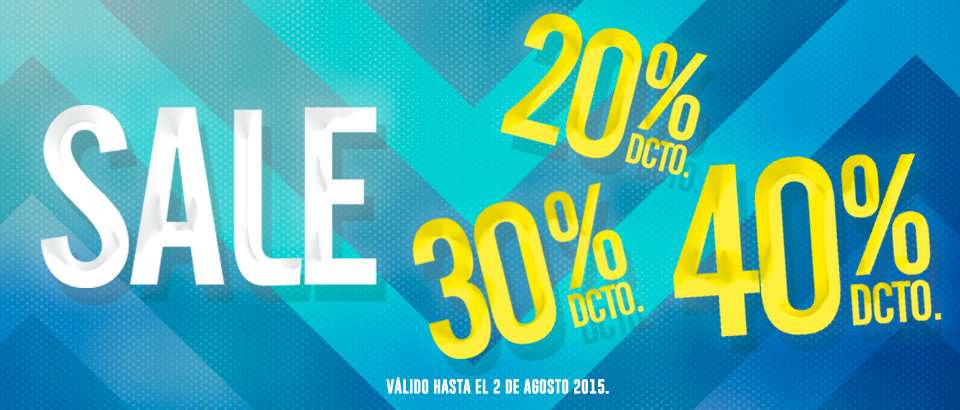 SALE
20%
DCTO.
30%
DCTO.
40%
DCTO.
VÁLIDO HASTA EL 2 DE AGOSTO 2015.